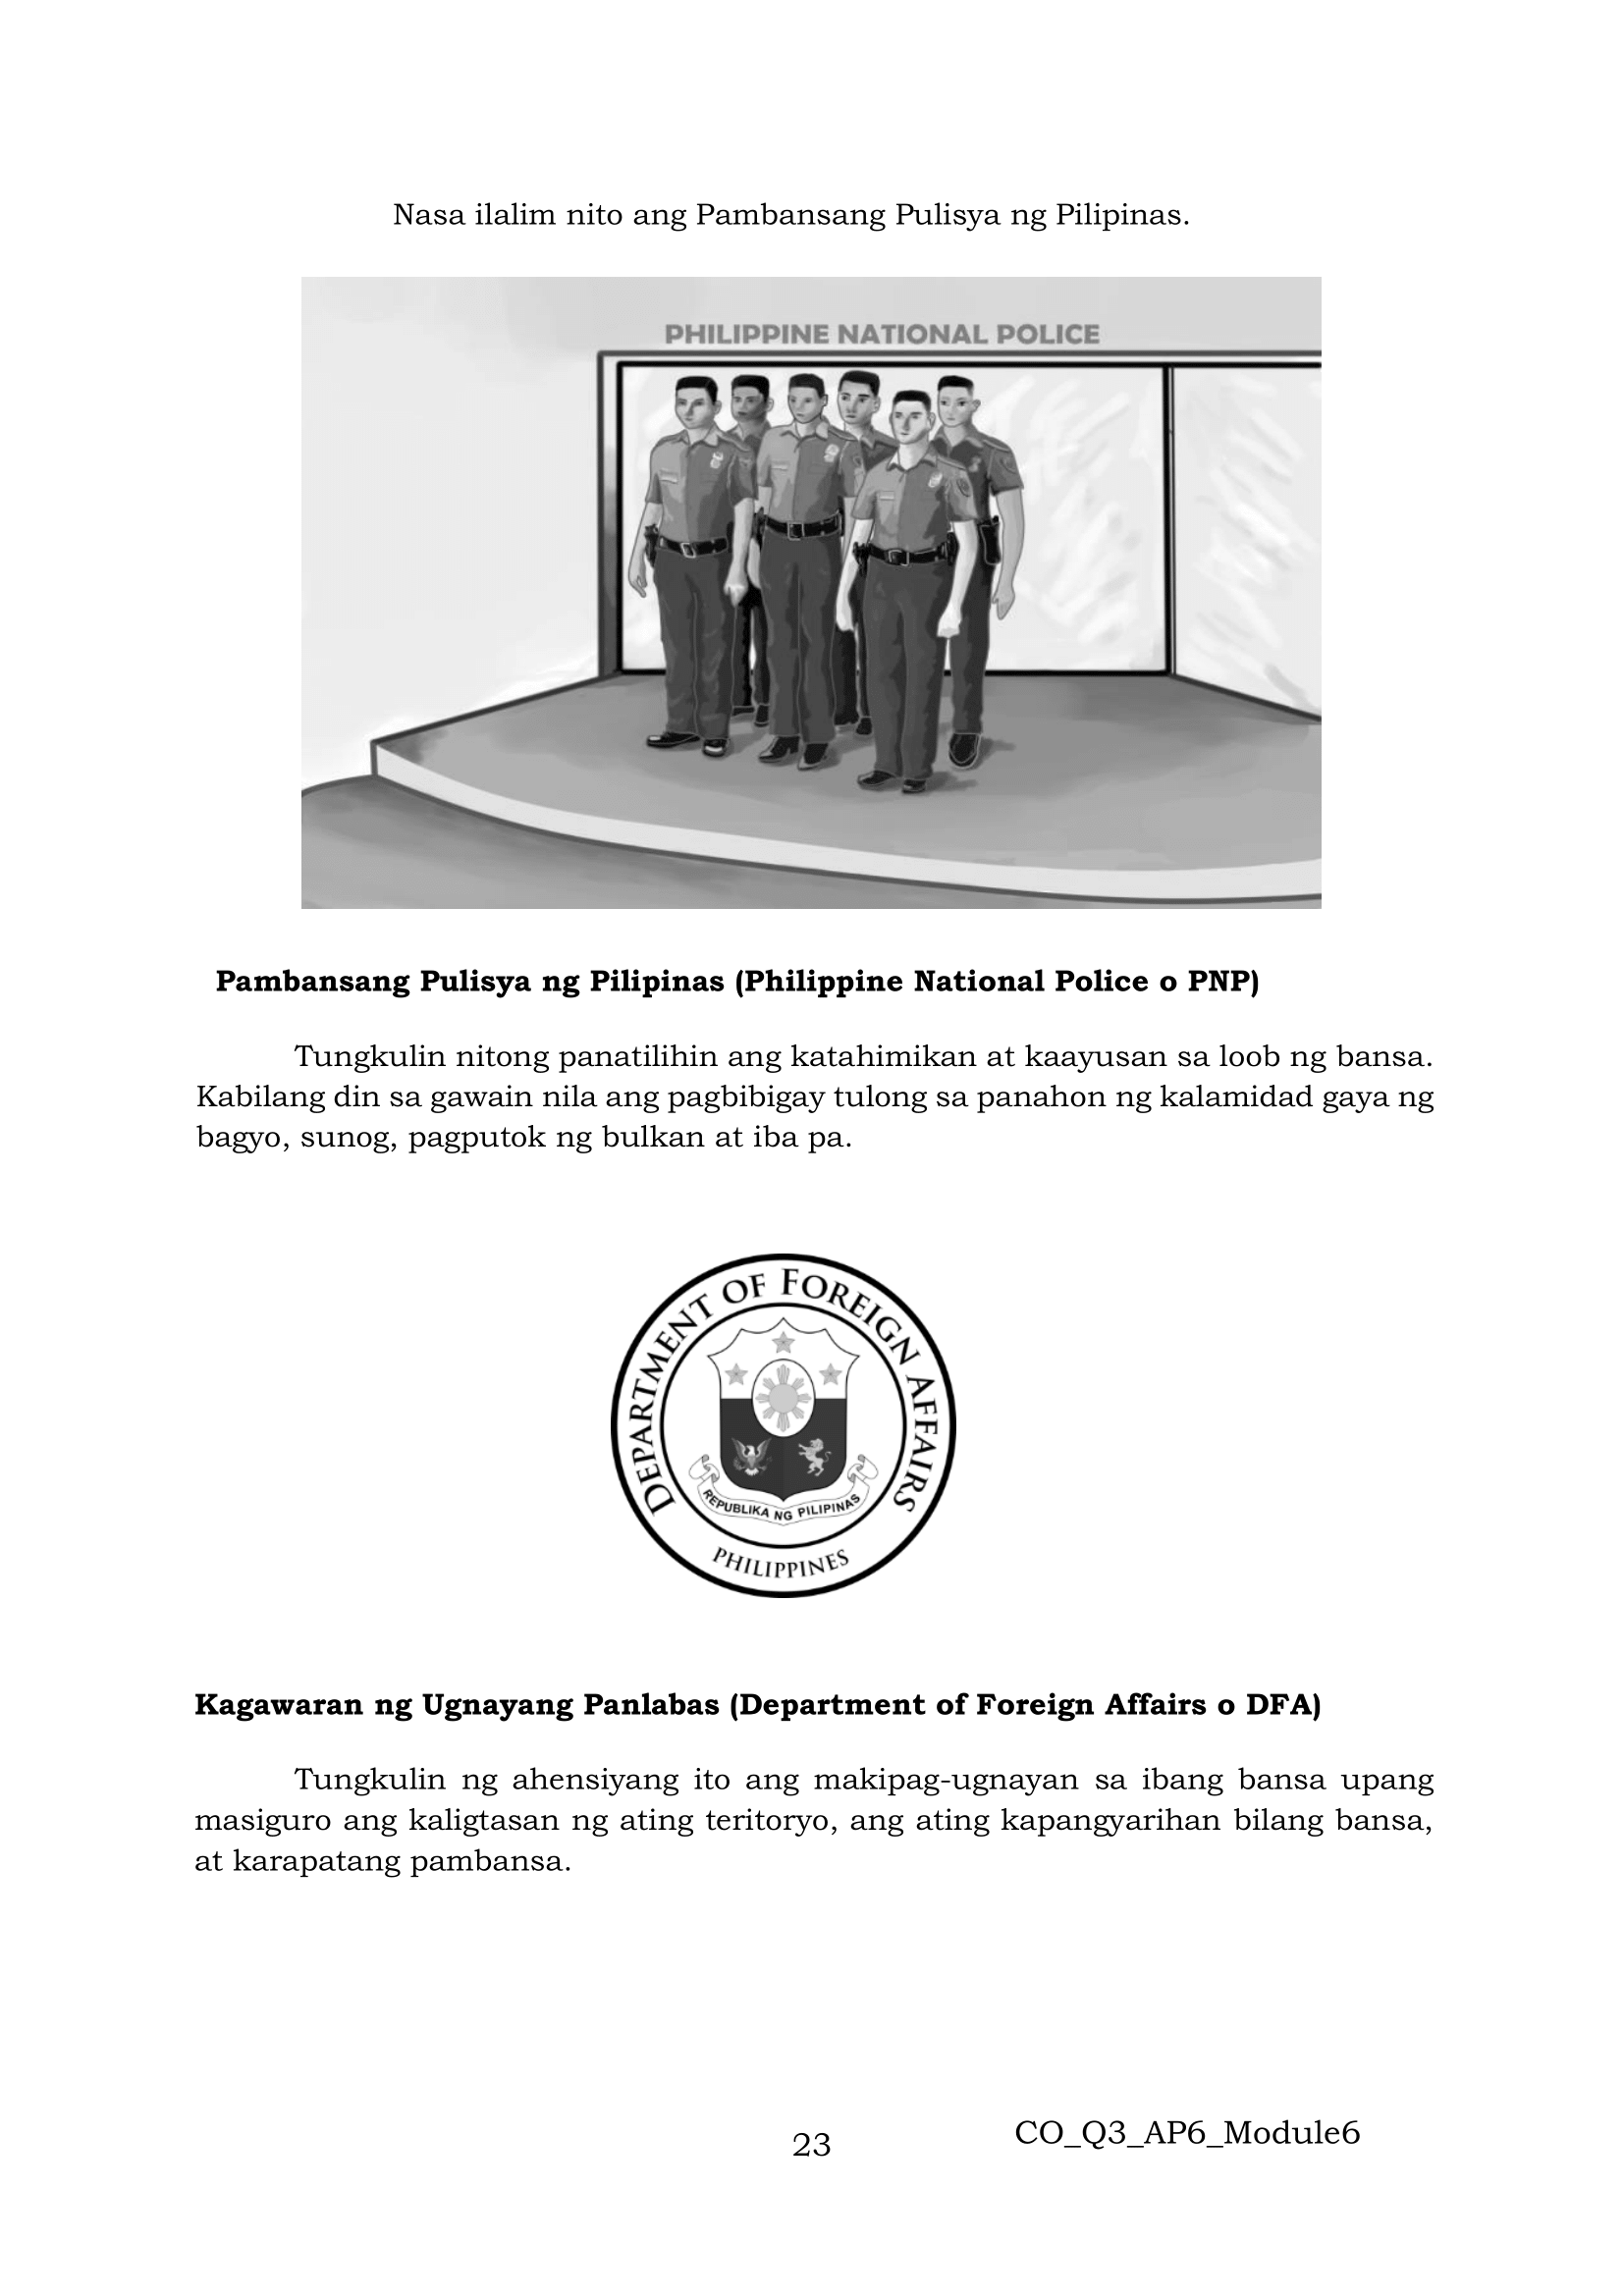 Nasa ilalim nito ang Pambansang Pulisya ng Pilipinas.
PHILIPPINE NATIONAL POLICE
Pambansang Pulisya ng Pilipinas (Philippine National Police o PNP)
Tungkulin nitong panatilihin ang katahimikan at kaayusan sa loob ng bansa.
Kabilang din sa gawain nila ang pagbibigay tulong sa panahon ng kalamidad gaya ng
bagyo, sunog, pagputok ng bulkan at iba pa.
DEPARTMENT OF FOREIGN AFFAIRS
REPUBLIKA NG PILIPINAS
PHILIPPINES
Kagawaran ng Ugnayang Panlabas (Department of Foreign Affairs o DFA)
Tungkulin ng ahensiyang ito ang makipag-ugnayan sa ibang bansa upang
masiguro ang kaligtasan ng ating teritoryo, ang ating kapangyarihan bilang bansa,
at karapatang pambansa.
23
CO_Q3_AP6_Module6